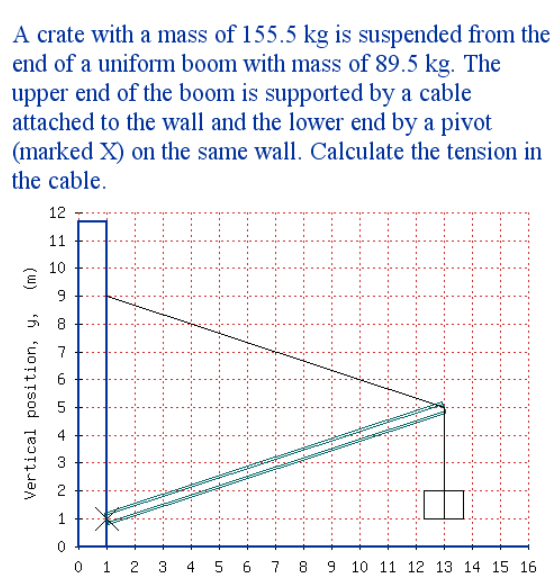 A crate with a mass of 155.5 kg is suspended from the
end of a uniform boom with mass of 89.5 kg. The
upper end of the boom is supported by a cable
attached to the wall and the lower end by a pivot
(marked X) on the same wall. Calculate the tension in
the cable.
Vertical position, y, (m)
12
11
10
9
8
7
6
5
4
3
2
1
0
0 1 2 3 4 5 6 7 8 9 10 11 12 13 14 15 16